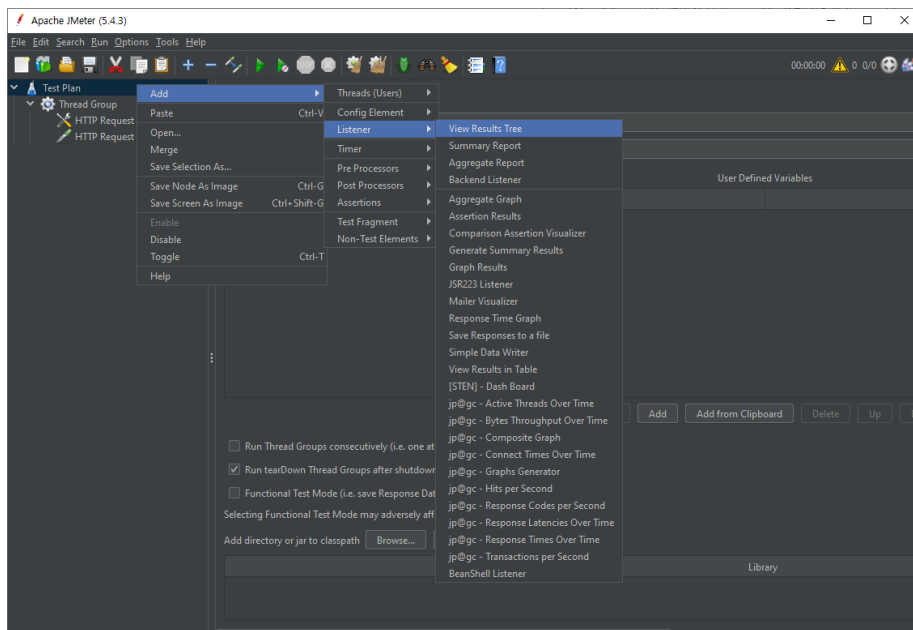 Apache JMeter (5.4.3)
File Edit Search Run Options Tools Help
00:00:00 0 0/0
Test Plan
Thread Group
HTTP Request
HTTP Request
Add
Paste Ctrl-V
Open...
Merge
Save Selection As...
Save Node As Image Ctrl-G
Save Screen As Image Ctrl+Shift-G
Enable
Disable
Toggle Ctrl-T
Help
Threads (Users)
Config Element
Listener
Timer
Pre Processors
Post Processors
Assertions
Test Fragment
Non-Test Elements
View Results Tree
Summary Report
Aggregate Report
Backend Listener
Aggregate Graph
Assertion Results
Comparison Assertion Visualizer
Generate Summary Results
Graph Results
JSR223 Listener
Mailer Visualizer
Response Time Graph
Save Responses to a file
Simple Data Writer
View Results in Table
[STEN] - Dash Board
jp@gc - Active Threads Over Time
jp@gc - Bytes Throughput Over Time
jp@gc - Composite Graph
jp@gc - Connect Times Over Time
jp@gc - Graphs Generator
jp@gc - Hits per Second
jp@gc - Response Codes per Second
jp@gc - Response Latencies Over Time
jp@gc - Response Times Over Time
jp@gc - Transactions per Second
BeanShell Listener
User Defined Variables
Add Add from Clipboard Delete Up
Run Thread Groups consecutively (i.e. one at
Run tearDown Thread Groups after shutdown
Functional Test Mode (i.e. save Response Dat
Selecting Functional Test Mode may adversely aff
Add directory or jar to classpath Browse...
Library